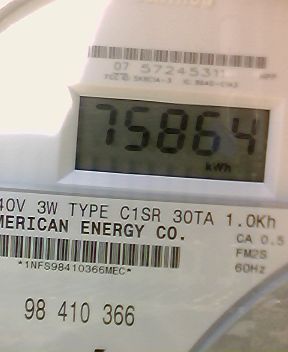 07 5724531
75864
kWh
40V 3W TYPE C1SR 30TA 1.0Kh
MERICAN ENERGY CO.
CA 0.5
FM2S
*1NFS98410366MEC*
60Hz
98 410 366